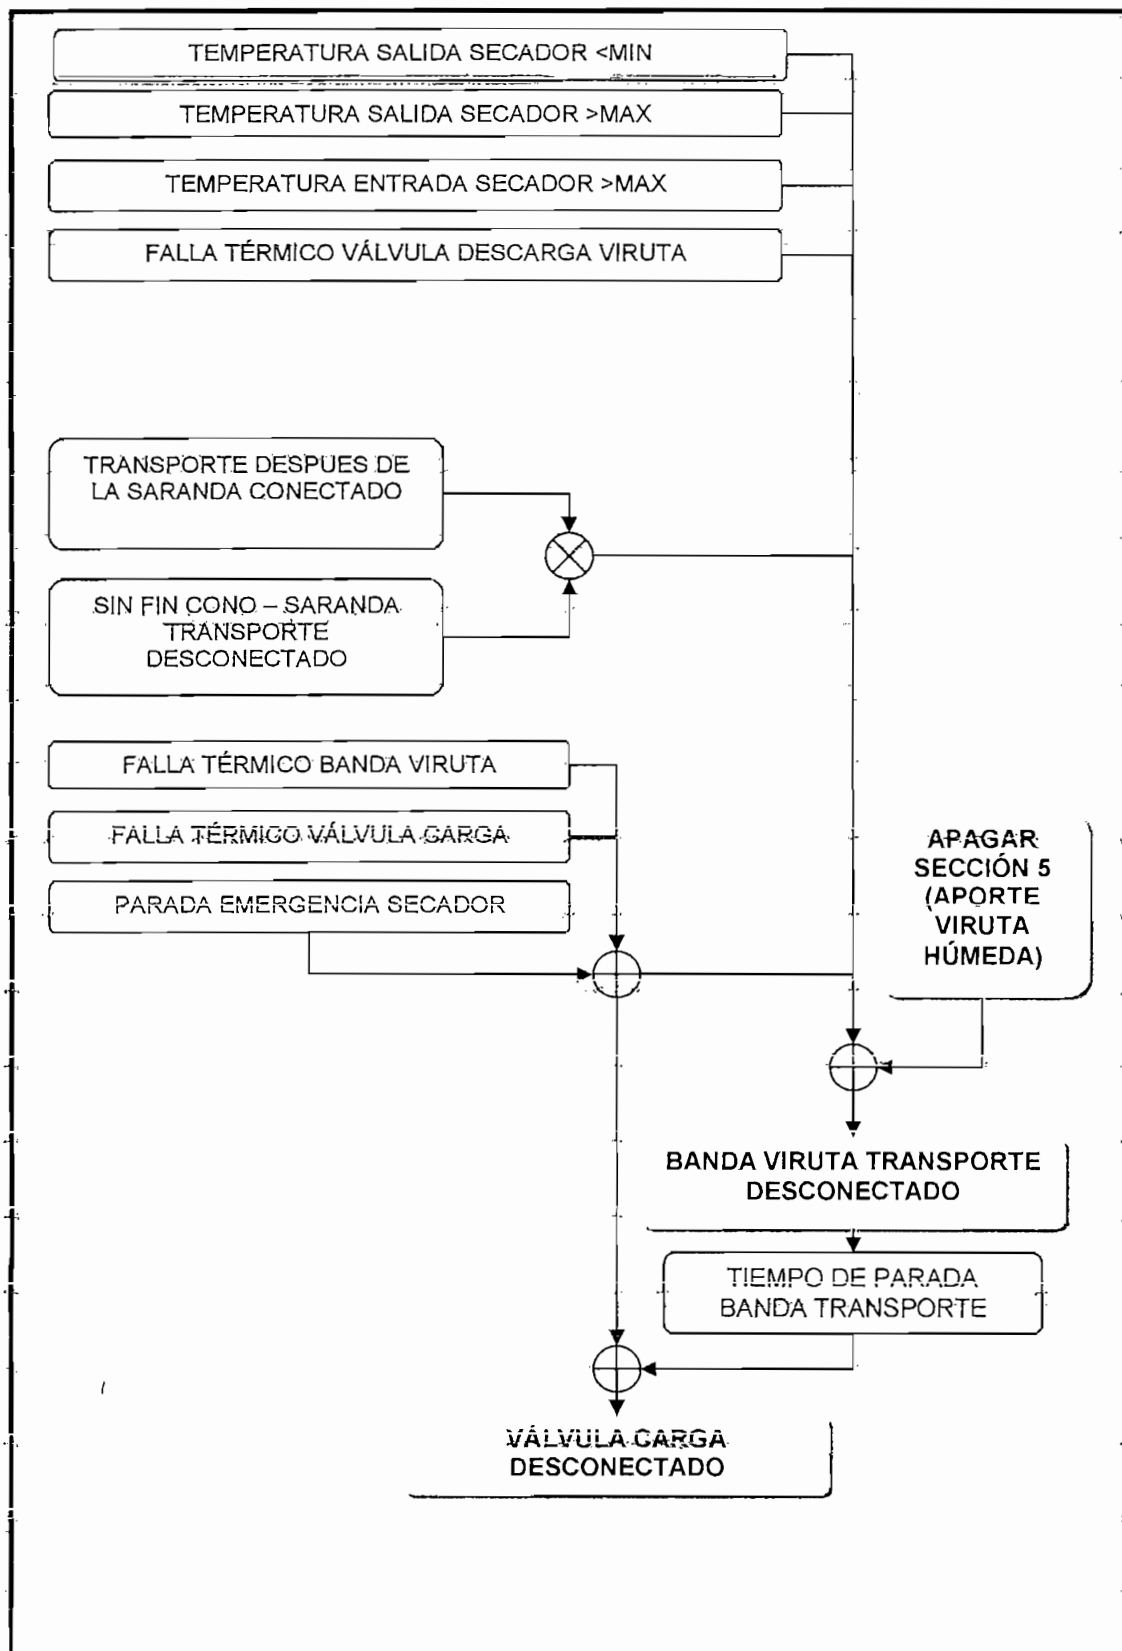 TEMPERATURA SALIDA SECADOR <MIN
TEMPERATURA SALIDA SECADOR >MAX
TEMPERATURA ENTRADA SECADOR >MAX
FALLA TÉRMICO VÁLVULA DESCARGA VIRUTA
TRANSPORTE DESPUES DE
LA SARANDA CONECTADO
SIN FIN CONO – SARANDA
TRANSPORTE
DESCONECTADO
FALLA TÉRMICO BANDA VIRUTA
FALLA TÉRMICO VÁLVULA CARGA
PARADA EMERGENCIA SECADOR
APAGAR
SECCIÓN 5
(APORTE
VIRUTA
HÚMEDA)
BANDA VIRUTA TRANSPORTE
DESCONECTADO
TIEMPO DE PARADA
BANDA TRANSPORTE
VÁLVULA CARGA
DESCONECTADO